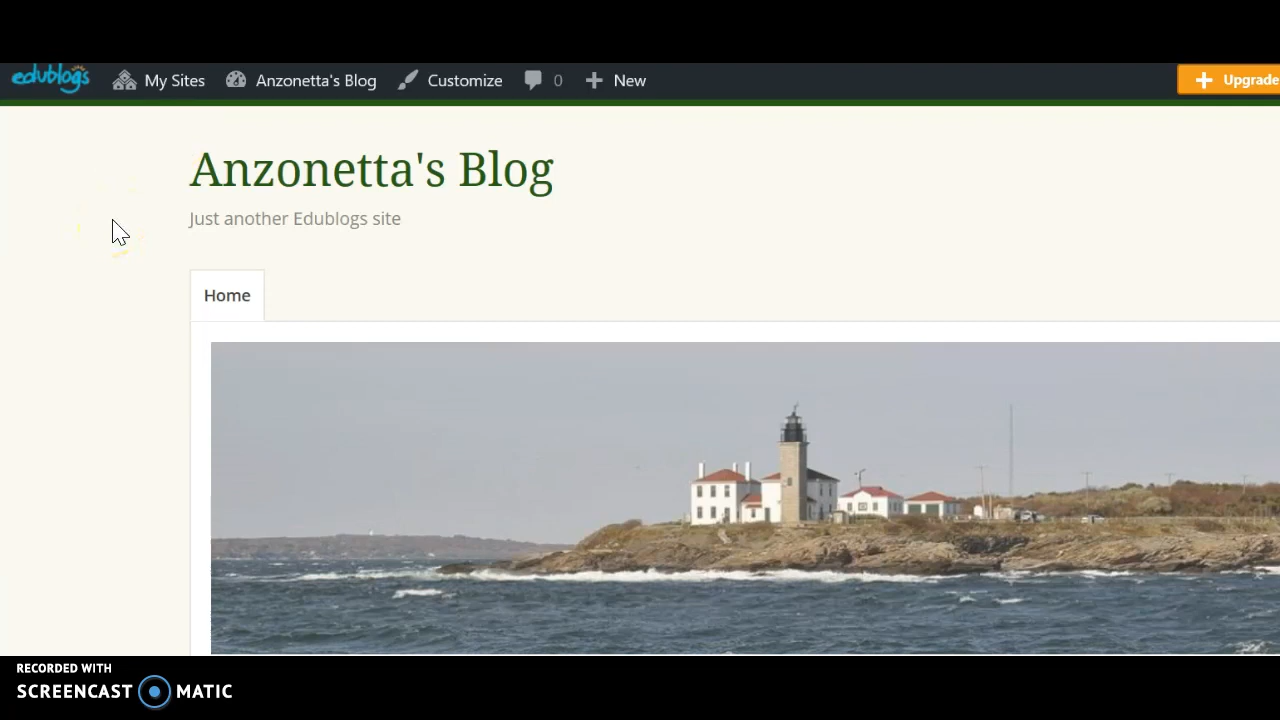 edublogs My Sites Anzonetta's Blog Customize 0 New Upgrade
Anzonetta's Blog
Just another Edublogs site
Home
RECORDED WITH
SCREENCAST MATIC